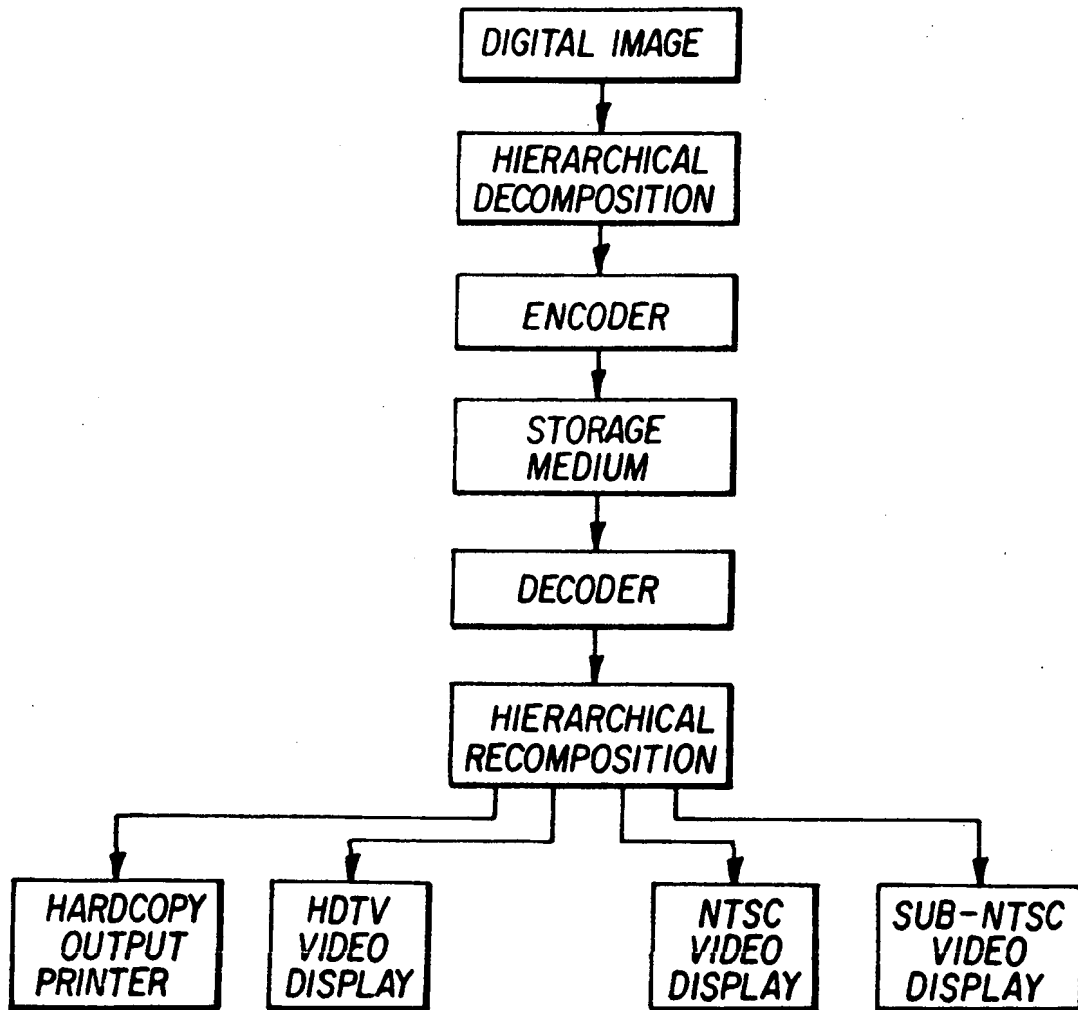 DIGITAL IMAGE
HIERARCHICAL
DECOMPOSITION
ENCODER
STORAGE
MEDIUM
DECODER
HIERARCHICAL
RECOMPOSITION
HARDCOPY
OUTPUT
PRINTER
HDTV
VIDEO
DISPLAY
NTSC
VIDEO
DISPLAY
SUB-NTSC
VIDEO
DISPLAY